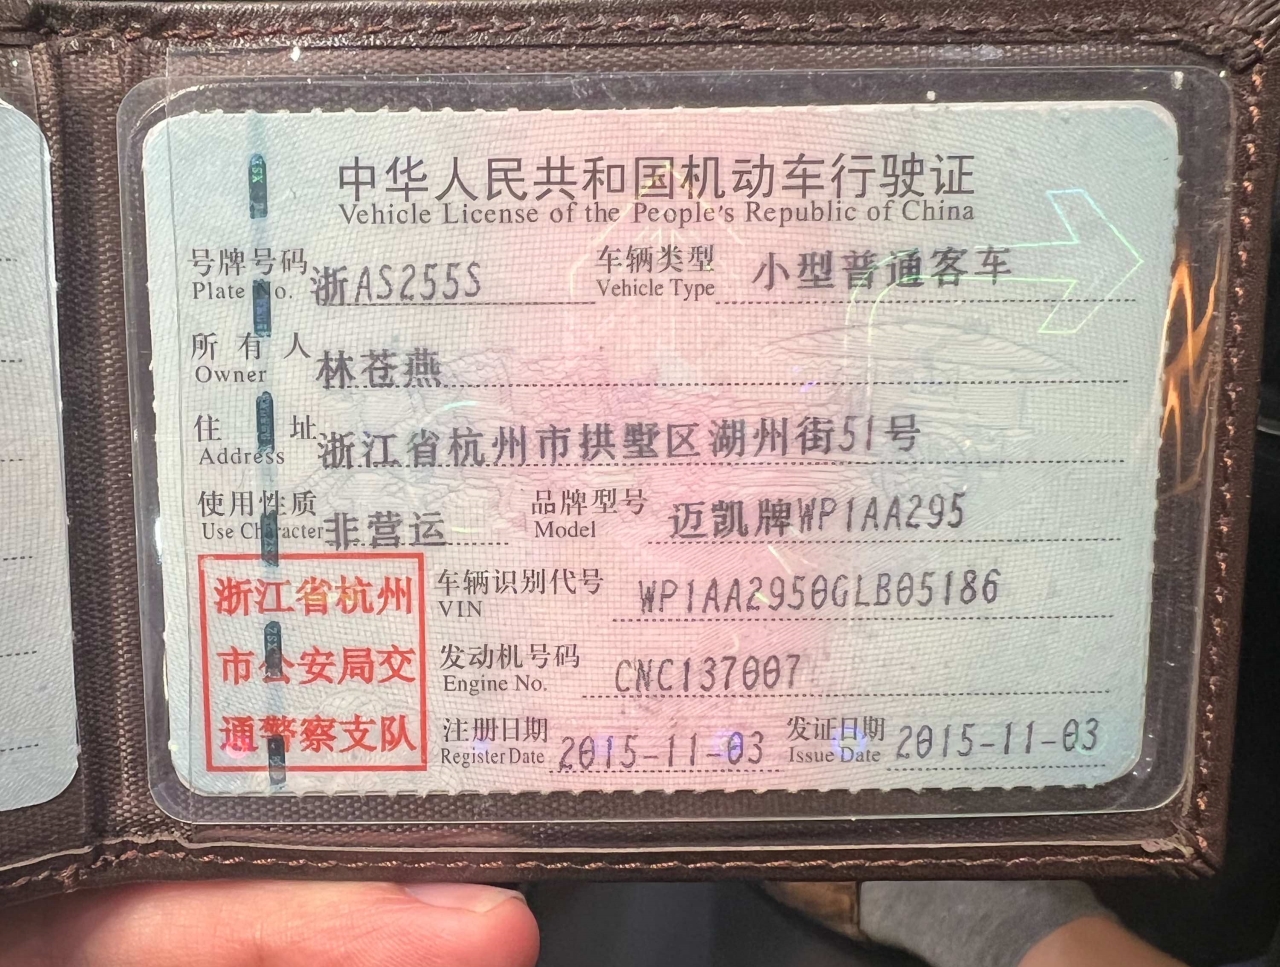 中华人民共和国机动车行驶证
Vehicle License of the People's Republic of China
号牌号码 浙AS255S 车辆类型 小型普通客车
Plate No. Vehicle Type
所有人 林苍燕
Owner
住址 浙江省杭州市拱墅区湖州街51号
Address
使用性质 非营运 品牌型号 迈凯牌WP1AA295
Use Character Model
浙江省杭州
市公安局交
通警察支队
车辆识别代号 WP1AA2950GLB05186
VIN
发动机号码 CNC137007
Engine No.
注册日期 2015-11-03 发证日期 2015-11-03
Register Date Issue Date